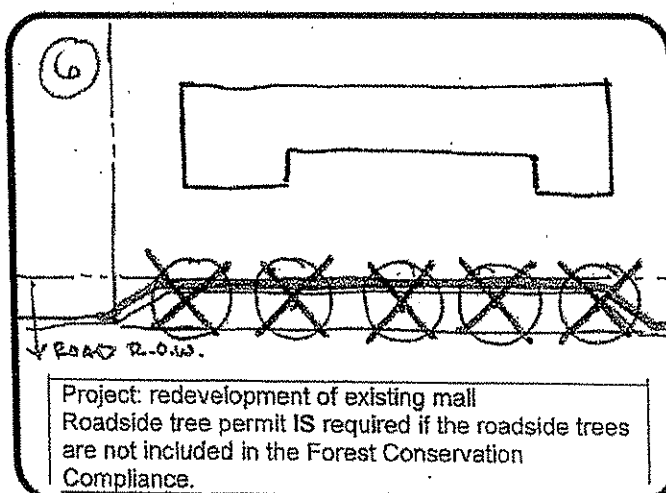 6
ROAD R.O.W.
Project: redevelopment of existing mall
Roadside tree permit IS required if the roadside trees
are not included in the Forest Conservation
Compliance.